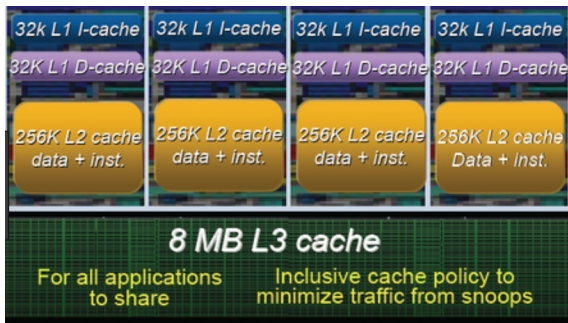 32k L1 I-cache 32k L1 I-cache 32k L1 I-cache 32k L1 I-cache
32K L1 D-cache 32K L1 D-cache 32K L1 D-cache 32K L1 D-cache
256K L2 cache 256K L2 cache 256K L2 cache 256K L2 cache
data + inst. data + inst. data + inst. Data + inst.
8 MB L3 cache
For all applications
to share
Inclusive cache policy to
minimize traffic from snoops